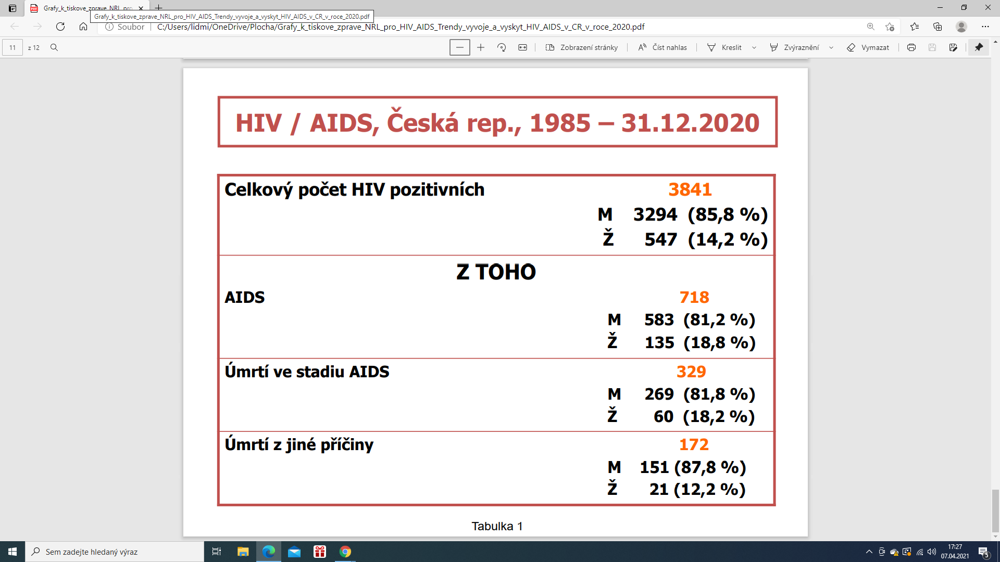 Grafy_k_tiskove_zprave_NRL_pro
Grafy_k_tiskove_zprave_NRL_pro_HIV_AIDS_Trendy_vyvoje_a_vyskyt_HIV_AIDS_v_CR_v_roce_2020.pdf
Soubor C:/Users/lidmi/OneDrive/Plocha/Grafy_k_tiskove_zprave_NRL_pro_HIV_AIDS_Trendy_vyvoje_a_vyskyt_HIV_AIDS_v_CR_v_roce_2020.pdf
11 z 12 Zobrazení stránky Číst nahlas Kreslit Zvýraznění Vymazat
HIV / AIDS, Česká rep., 1985 – 31.12.2020
Celkový počet HIV pozitivních 3841
M 3294 (85,8 %)
Ž 547 (14,2 %)
Z TOHO
AIDS 718
M 583 (81,2 %)
Ž 135 (18,8 %)
Úmrtí ve stadiu AIDS 329
M 269 (81,8 %)
Ž 60 (18,2 %)
Úmrtí z jiné příčiny 172
M 151 (87,8 %)
Ž 21 (12,2 %)
Tabulka 1
Sem zadejte hledaný výraz
17:27
07.04.2021
5